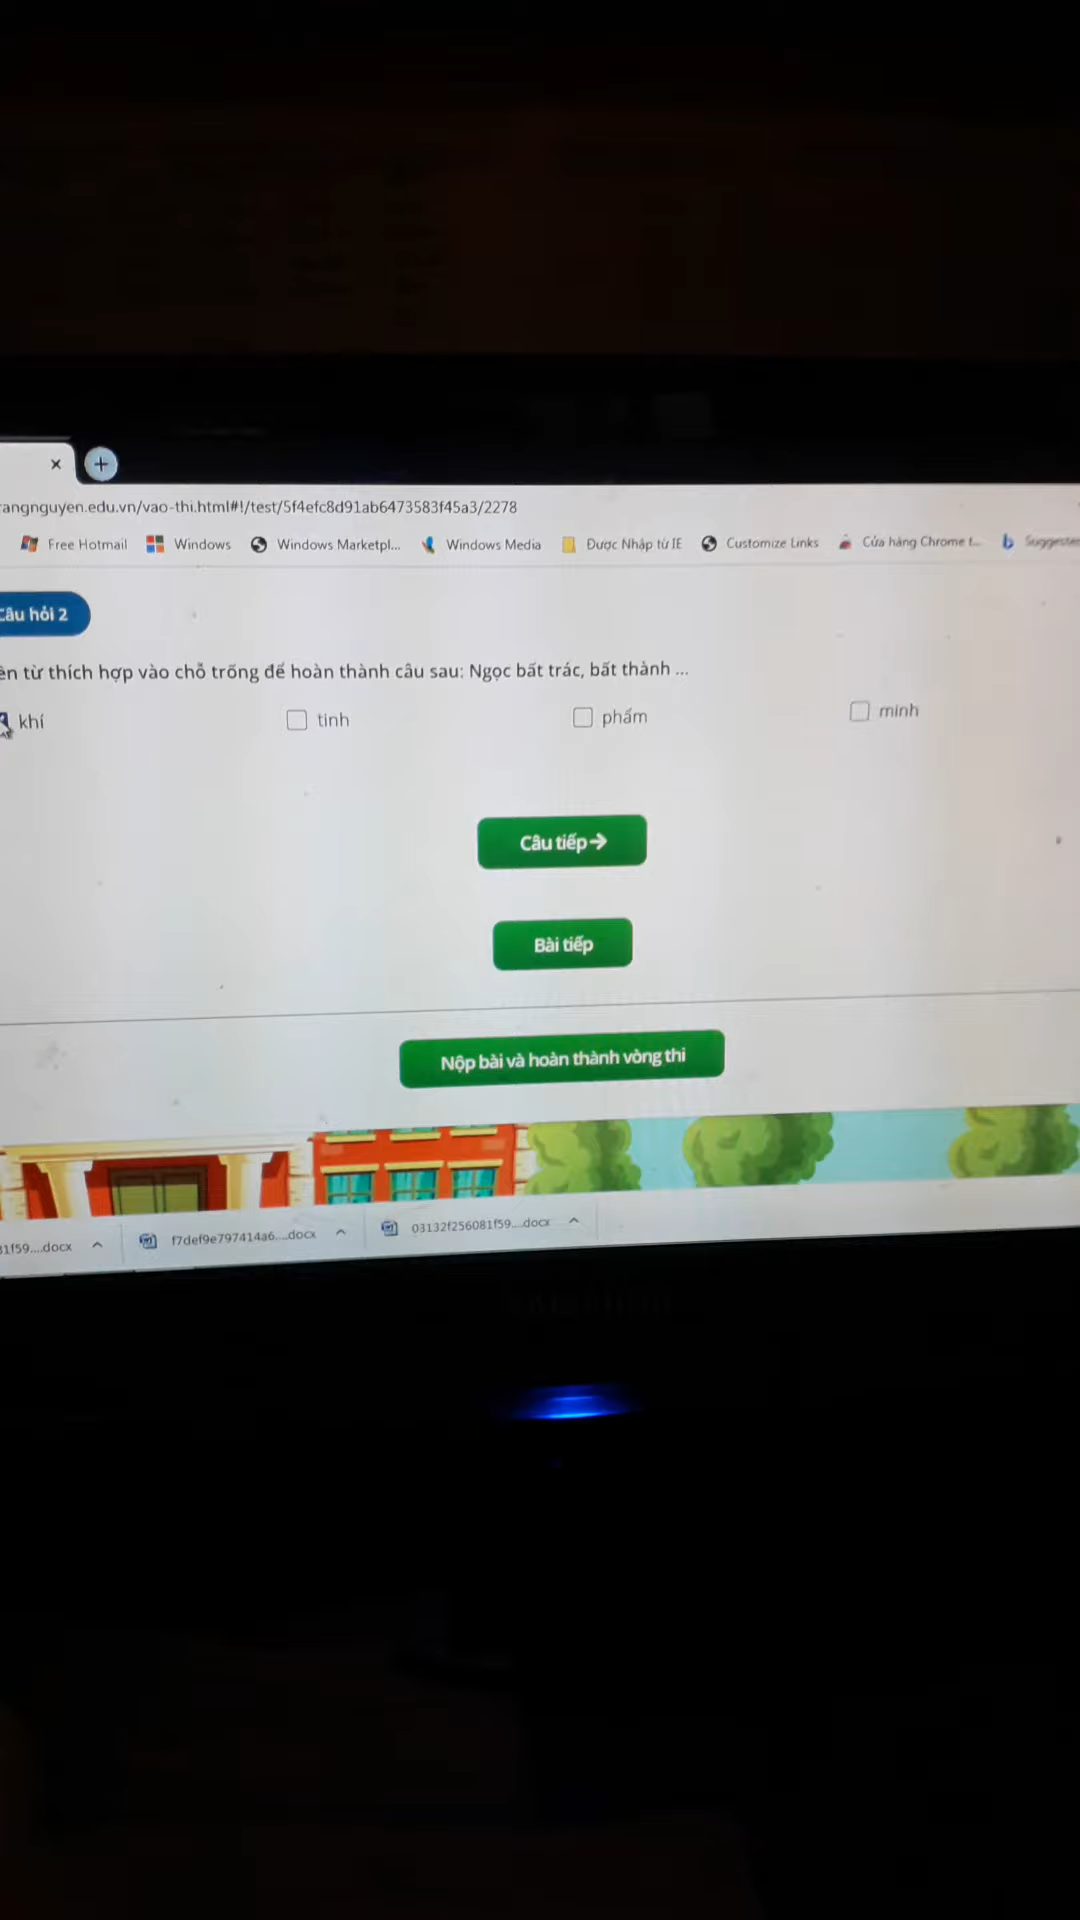 +
rangnguyen.edu.vn/vao-thi.html#!/test/5f4efc8d91ab6473583f45a3/2278
Free Hotmail Windows Windows Marketpl... Windows Media Được Nhập từ IE Customize Links Cửa hàng Chrome t... Suggested
Câu hỏi 2
từ thích hợp vào chỗ trống để hoàn thành câu sau: Ngọc bất trác, bất thành ...
khí tinh phẩm minh
Câu tiếp→
Bài tiếp
Nộp bài và hoàn thành vòng thi
81f59....docx f7def9e797414a6....docx 03132f256081f59....docx